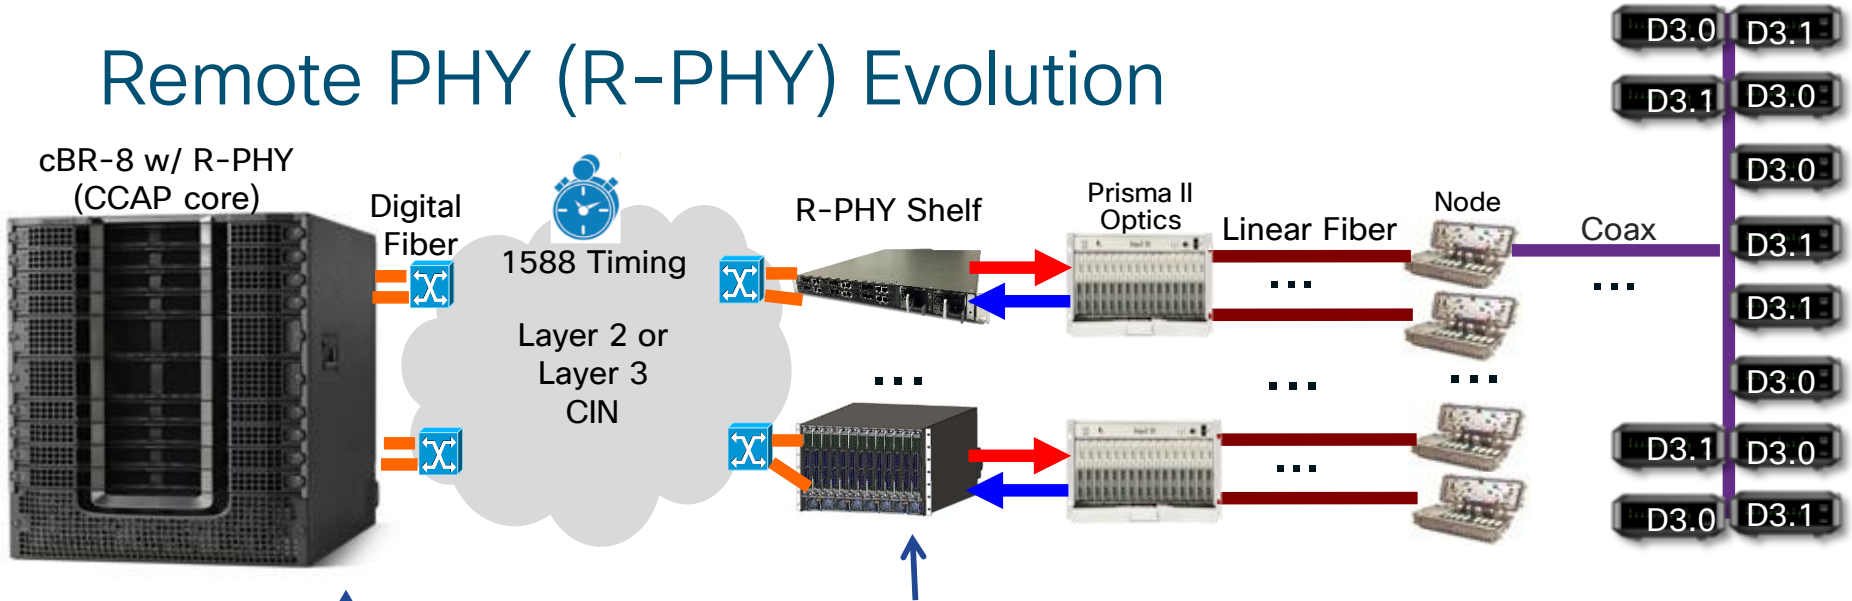 Remote PHY (R-PHY) Evolution
cBR-8 w/ R-PHY
(CCAP core)
Digital
Fiber
1588 Timing
Layer 2 or
Layer 3
CIN
R-PHY Shelf
...
Prisma II
Optics
Linear Fiber
...
...
...
Node
...
Coax
...
D3.0 D3.1
D3.1 D3.0
D3.0
D3.1
D3.1
D3.0
D3.1 D3.0
D3.0 D3.1